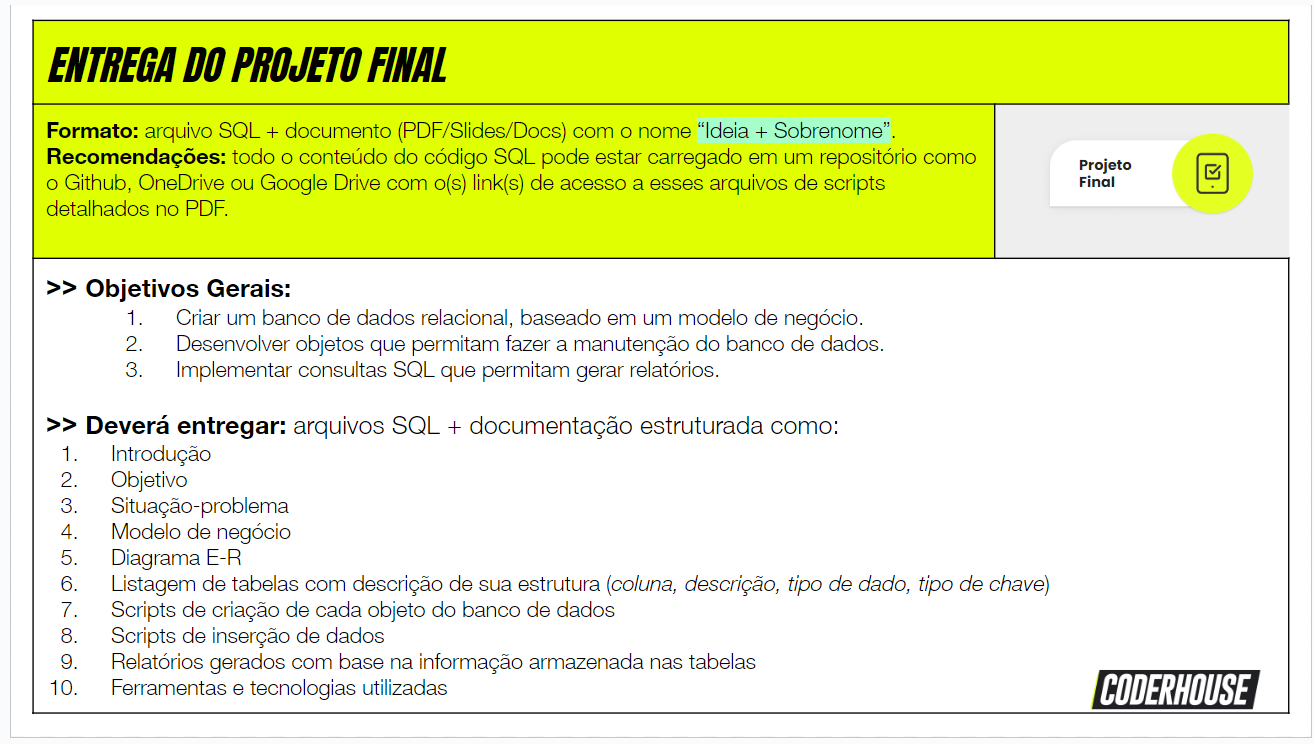 ENTREGA DO PROJETO FINAL
Formato: arquivo SQL + documento (PDF/Slides/Docs) com o nome “Ideia + Sobrenome”.
Recomendações: todo o conteúdo do código SQL pode estar carregado em um repositório como
o Github, OneDrive ou Google Drive com o(s) link(s) de acesso a esses arquivos de scripts
detalhados no PDF.
Projeto
Final
>> Objetivos Gerais:
1. Criar um banco de dados relacional, baseado em um modelo de negócio.
2. Desenvolver objetos que permitam fazer a manutenção do banco de dados.
3. Implementar consultas SQL que permitam gerar relatórios.
>> Deverá entregar: arquivos SQL + documentação estruturada como:
1. Introdução
2. Objetivo
3. Situação-problema
4. Modelo de negócio
5. Diagrama E-R
6. Listagem de tabelas com descrição de sua estrutura (coluna, descrição, tipo de dado, tipo de chave)
7. Scripts de criação de cada objeto do banco de dados
8. Scripts de inserção de dados
9. Relatórios gerados com base na informação armazenada nas tabelas
10. Ferramentas e tecnologias utilizadas
CODERHOUSE